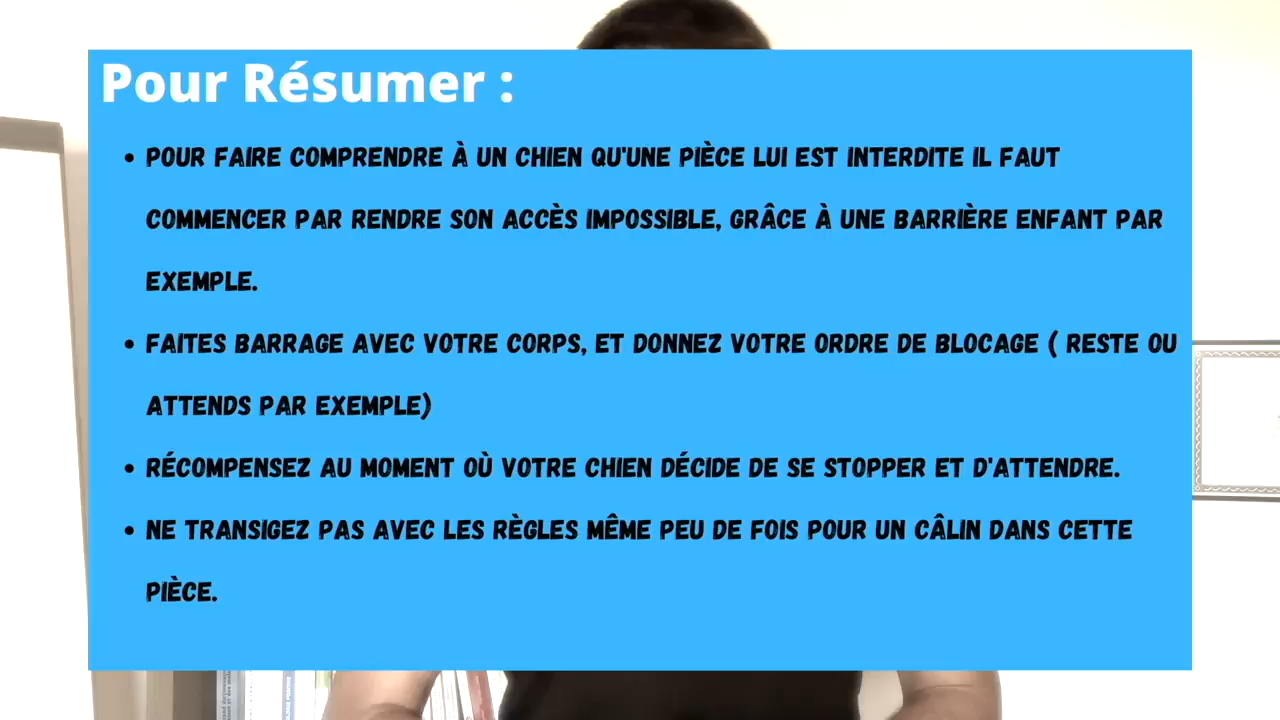 Pour Résumer :
• POUR FAIRE COMPRENDRE À UN CHIEN QU'UNE PIÈCE LUI EST INTERDITE IL FAUT
COMMENCER PAR RENDRE SON ACCÈS IMPOSSIBLE, GRÂCE À UNE BARRIÈRE ENFANT PAR
EXEMPLE.
• FAITES BARRAGE AVEC VOTRE CORPS, ET DONNEZ VOTRE ORDRE DE BLOCAGE ( RESTE OU
ATTENDS PAR EXEMPLE)
• RÉCOMPENSEZ AU MOMENT OÙ VOTRE CHIEN DÉCIDE DE SE STOPPER ET D'ATTENDRE.
• NE TRANSIGEZ PAS AVEC LES RÈGLES MÊME PEU DE FOIS POUR UN CÂLIN DANS CETTE
PIÈCE.